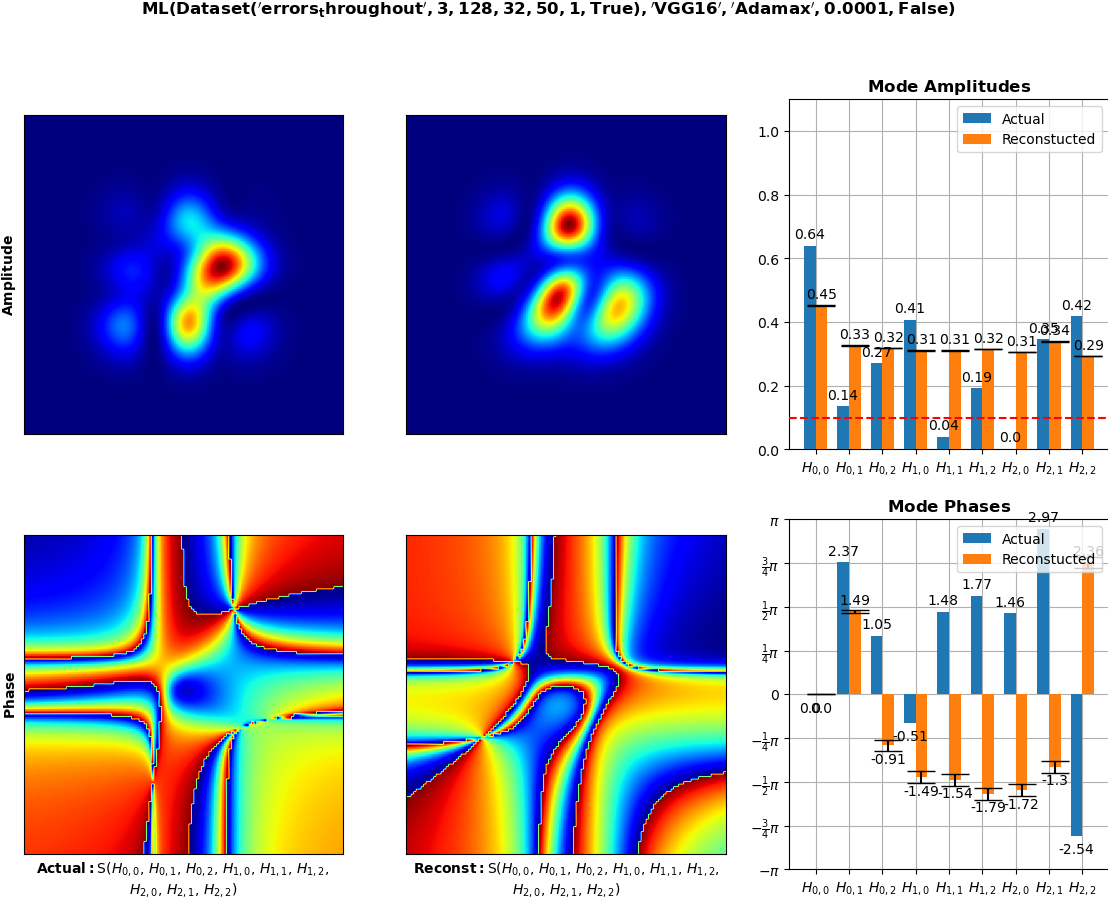 ML(Dataset('errors_throughout', 3, 128, 32, 50, 1, True), 'VGG16', 'Adamax', 0.0001, False)
Amplitude
Mode Amplitudes
Actual
Reconstucted
1.0
0.8
0.6
0.4
0.2
0.0
0.64
0.45
0.14
0.33
0.27
0.32
0.41
0.31
0.04
0.31
0.19
0.32
0.0
0.31
0.35
0.34
0.42
0.29
H0,0 H0,1 H0,2 H1,0 H1,1 H1,2 H2,0 H2,1 H2,2
Phase
Mode Phases
Actual
Reconstucted
π
3/4π
1/2π
1/4π
0
−1/4π
−1/2π
−3/4π
−π
0.0
0.0
2.37
1.49
1.05
-0.91
-0.51
-1.49
1.48
-1.54
1.77
-1.79
1.46
-1.72
2.97
-1.3
-2.54
2.36
H0,0 H0,1 H0,2 H1,0 H1,1 H1,2 H2,0 H2,1 H2,2
Actual: S(H0,0, H0,1, H0,2, H1,0, H1,1, H1,2,
H2,0, H2,1, H2,2)
Reconst: S(H0,0, H0,1, H0,2, H1,0, H1,1, H1,2,
H2,0, H2,1, H2,2)